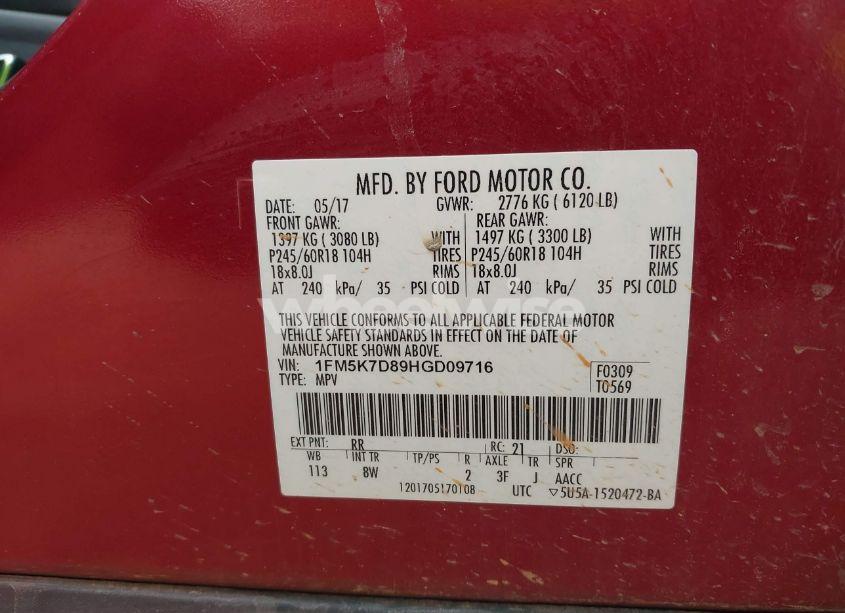 MFD. BY FORD MOTOR CO.
DATE: 05/17 GVWR: 2776 KG ( 6120 LB)
FRONT GAWR: REAR GAWR:
1397 KG ( 3080 LB) WITH 1497 KG ( 3300 LB) WITH
P245/60R18 104H TIRES P245/60R18 104H TIRES
18x8.0J RIMS 18x8.0J RIMS
AT 240 kPa/ 35 PSI COLD AT 240 kPa/ 35 PSI COLD
wheelwise
THIS VEHICLE CONFORMS TO ALL APPLICABLE FEDERAL MOTOR
VEHICLE SAFETY STANDARDS IN EFFECT ON THE DATE OF
MANUFACTURE SHOWN ABOVE.
VIN: 1FM5K7D89HGD09716 F0309
TYPE: MPV T0569
EXT PNT: RR RC: 21 DSO:
WB INT TR TP/PS R AXLE TR SPR
113 8W 2 3F J AACC
1201705170108 UTC ▽5U5A-1520472-BA